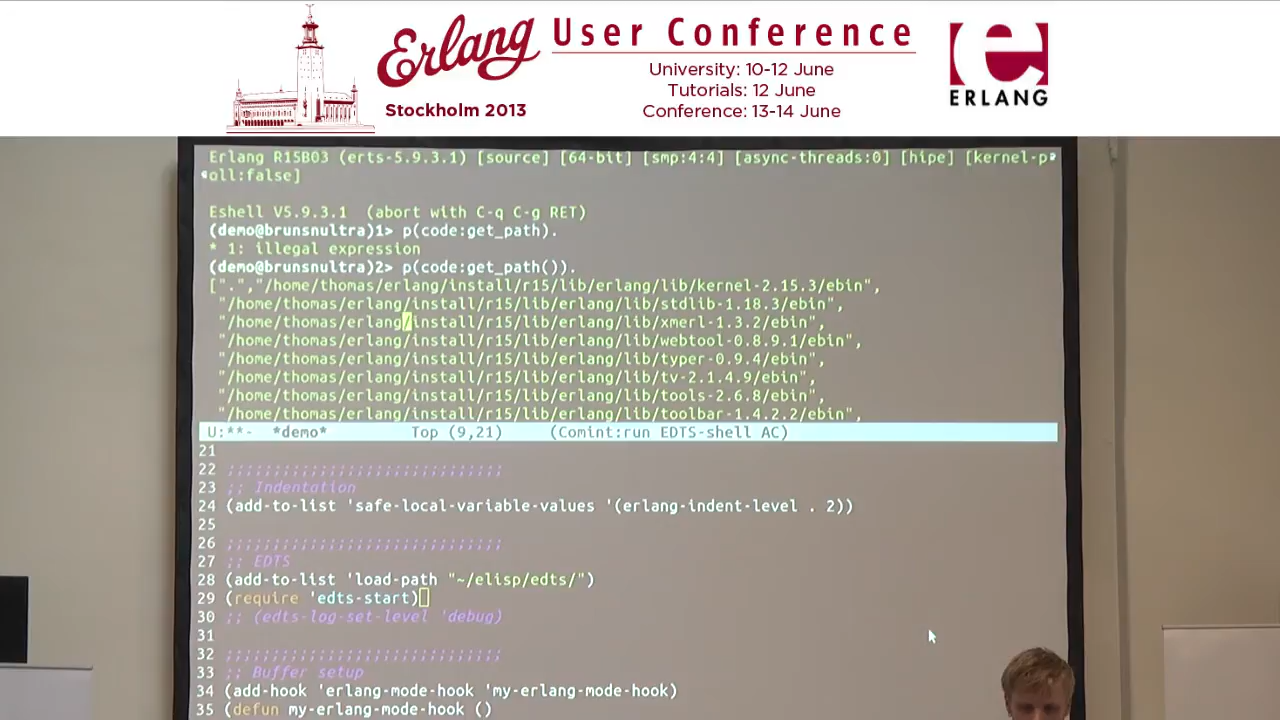 Erlang
User Conference
Stockholm 2013
University: 10-12 June
Tutorials: 12 June
Conference: 13-14 June
e
ERLANG
Erlang R15B03 (erts-5.9.3.1) [source] [64-bit] [smp:4:4] [async-threads:0] [hipe] [kernel-p
oll:false]
Eshell V5.9.3.1  (abort with C-q C-g RET)
(demo@brunsnultra)1> p(code:get_path).
* 1: illegal expression
(demo@brunsnultra)2> p(code:get_path()).
[".","/home/thomas/erlang/install/r15/lib/erlang/lib/kernel-2.15.3/ebin",
"/home/thomas/erlang/install/r15/lib/erlang/lib/stdlib-1.18.3/ebin",
"/home/thomas/erlang/install/r15/lib/erlang/lib/xmerl-1.3.2/ebin",
"/home/thomas/erlang/install/r15/lib/erlang/lib/webtool-0.8.9.1/ebin",
"/home/thomas/erlang/install/r15/lib/erlang/lib/typer-0.9.4/ebin",
"/home/thomas/erlang/install/r15/lib/erlang/lib/tv-2.1.4.9/ebin",
"/home/thomas/erlang/install/r15/lib/erlang/lib/tools-2.6.8/ebin",
"/home/thomas/erlang/install/r15/lib/erlang/lib/toolbar-1.4.2.2/ebin",
U:**-  *demo*         Top (9,21)     (Comint:run EDTS-shell AC)
21
22 ;;;;;;;;;;;;;;;;;;;;;;;;;;;;;;
23 ;; Indentation
24 (add-to-list 'safe-local-variable-values '(erlang-indent-level . 2))
25
26 ;;;;;;;;;;;;;;;;;;;;;;;;;;;;;;
27 ;; EDTS
28 (add-to-list 'load-path "~/elisp/edts/")
29 (require 'edts-start)
30 ;; (edts-log-set-level 'debug)
31
32 ;;;;;;;;;;;;;;;;;;;;;;;;;;;;;;
33 ;; Buffer setup
34 (add-hook 'erlang-mode-hook 'my-erlang-mode-hook)
35 (defun my-erlang-mode-hook ()